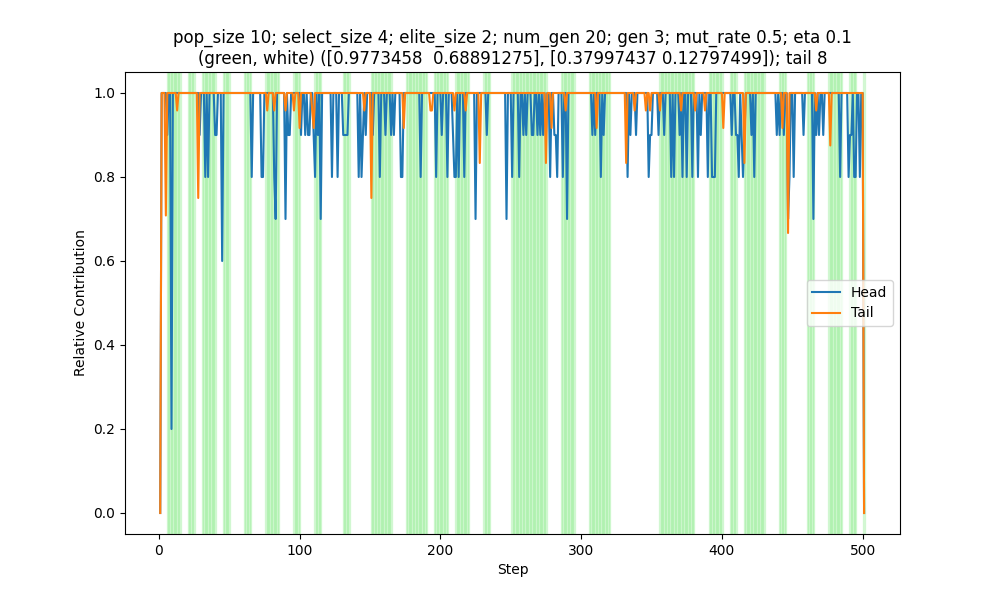 pop_size 10; select_size 4; elite_size 2; num_gen 20; gen 3; mut_rate 0.5; eta 0.1
(green, white) ([0.9773458  0.68891275], [0.37997437 0.12797499]); tail 8
1.0
0.8
0.6
0.4
0.2
0.0
Relative Contribution
Head
Tail
0
100
200
300
400
500
Step